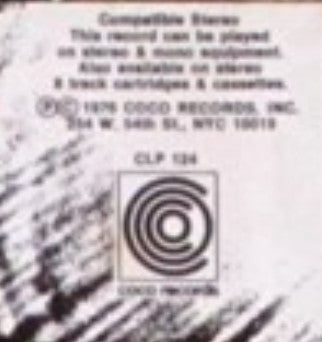 Compatible Stereo
This record can be played
on stereo & mono equipment.
Also available on stereo
8 track cartridges & cassettes.
Ⓟ© 1976 COCO RECORDS, INC.
254 W. 54th St., NYC 10019
CLP 124
coco records